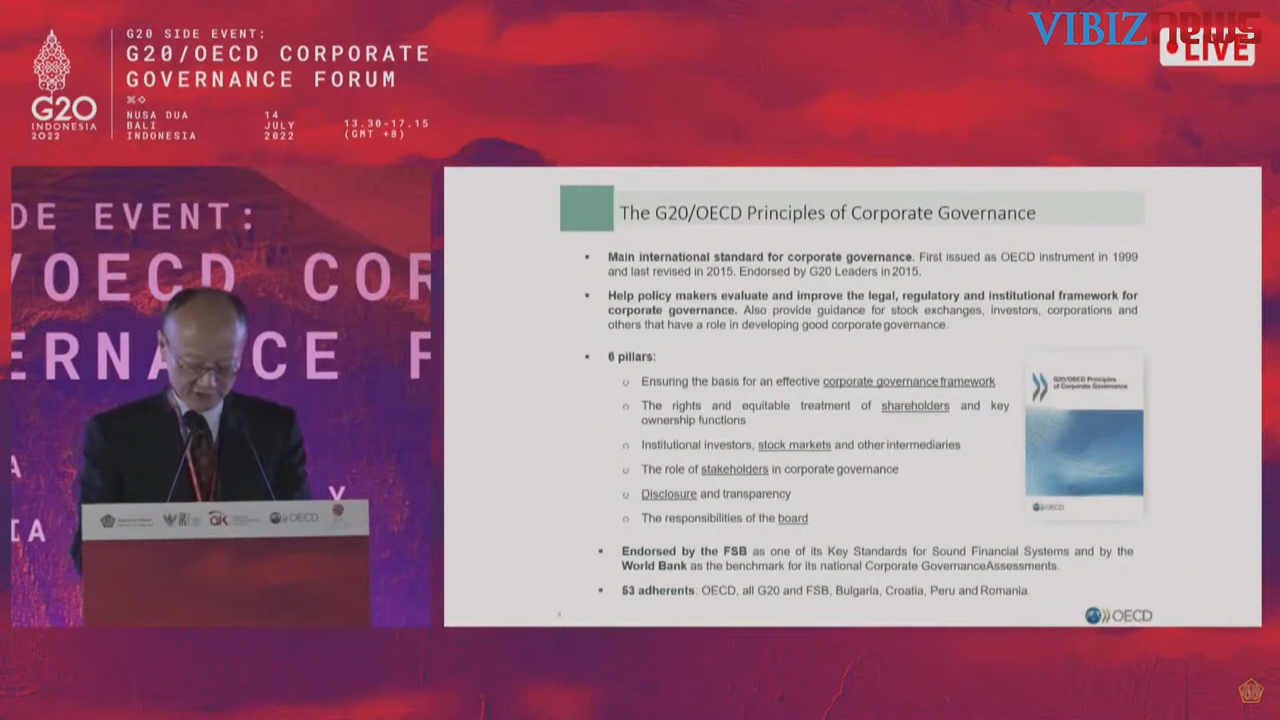 G20 SIDE EVENT:
G20/OECD CORPORATE
GOVERNANCE FORUM
NUSA DUA
BALI
INDONESIA
14
JULY
2022
13.30-17.15
(GMT +8)
G20
INDONESIA
2022
VIBIZnews
LIVE
DE EVENT:
/OECD COR
ERNANCE F
A
IA
Y
OECD
The G20/OECD Principles of Corporate Governance
▪ Main international standard for corporate governance. First issued as OECD instrument in 1999
and last revised in 2015. Endorsed by G20 Leaders in 2015.
▪ Help policy makers evaluate and improve the legal, regulatory and institutional framework for
corporate governance. Also provide guidance for stock exchanges, investors, corporations and
others that have a role in developing good corporate governance.
▪ 6 pillars:
o Ensuring the basis for an effective corporate governance framework
o The rights and equitable treatment of shareholders and key
ownership functions
o Institutional investors, stock markets and other intermediaries
o The role of stakeholders in corporate governance
o Disclosure and transparency
o The responsibilities of the board
G20/OECD Principles
of Corporate Governance
OECD
▪ Endorsed by the FSB as one of its Key Standards for Sound Financial Systems and by the
World Bank as the benchmark for its national Corporate GovernanceAssessments.
▪ 53 adherents: OECD, all G20 and FSB, Bulgaria, Croatia, Peru and Romania.
OECD